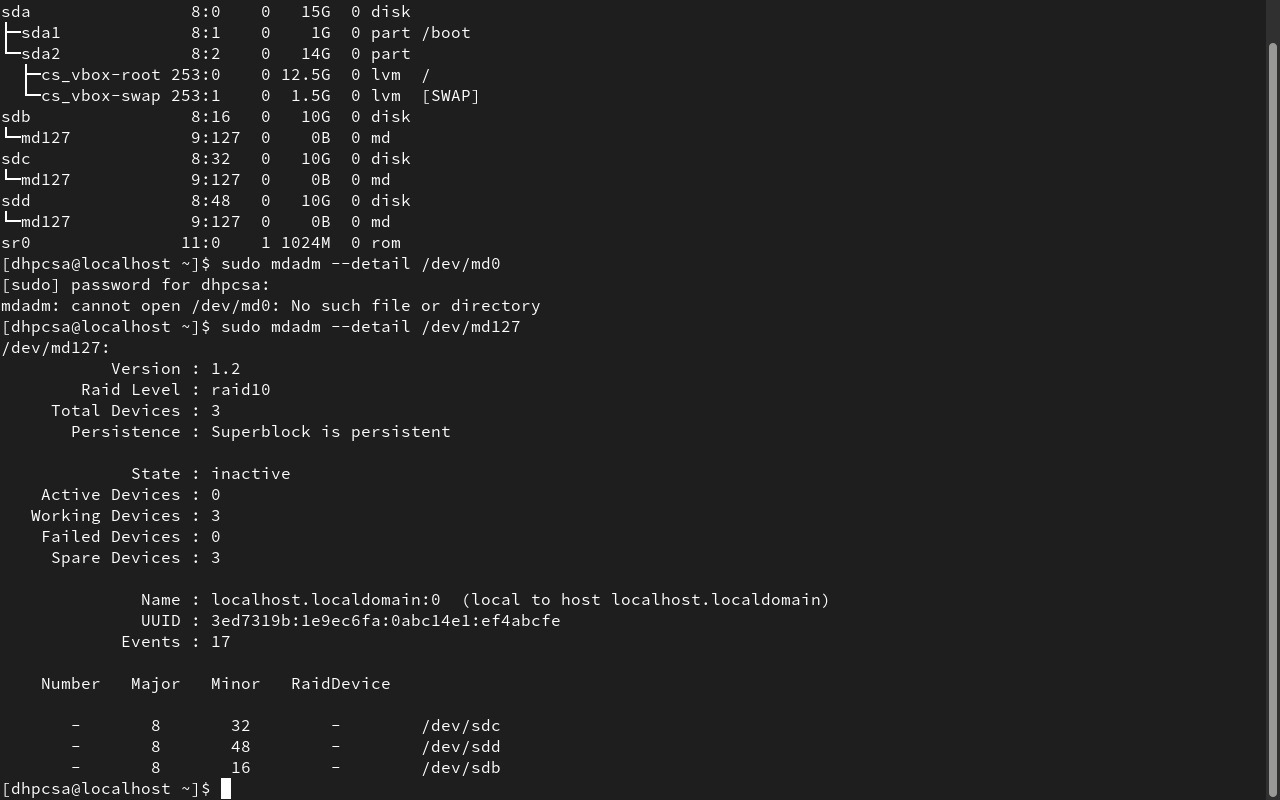 sda                8:0    0   15G  0 disk
├─sda1             8:1    0    1G  0 part /boot
└─sda2             8:2    0   14G  0 part
  ├─cs_vbox-root 253:0    0 12.5G  0 lvm  /
  └─cs_vbox-swap 253:1    0  1.5G  0 lvm  [SWAP]
sdb                8:16   0   10G  0 disk
└─md127            9:127  0    0B  0 md
sdc                8:32   0   10G  0 disk
└─md127            9:127  0    0B  0 md
sdd                8:48   0   10G  0 disk
└─md127            9:127  0    0B  0 md
sr0               11:0    1 1024M  0 rom
[dhpcsa@localhost ~]$ sudo mdadm --detail /dev/md0
[sudo] password for dhpcsa:
mdadm: cannot open /dev/md0: No such file or directory
[dhpcsa@localhost ~]$ sudo mdadm --detail /dev/md127
/dev/md127:
           Version : 1.2
        Raid Level : raid10
     Total Devices : 3
       Persistence : Superblock is persistent

             State : inactive
    Active Devices : 0
   Working Devices : 3
    Failed Devices : 0
     Spare Devices : 3

              Name : localhost.localdomain:0  (local to host localhost.localdomain)
              UUID : 3ed7319b:1e9ec6fa:0abc14e1:ef4abcfe
            Events : 17

    Number   Major   Minor   RaidDevice

       -       8       32        -        /dev/sdc
       -       8       48        -        /dev/sdd
       -       8       16        -        /dev/sdb
[dhpcsa@localhost ~]$